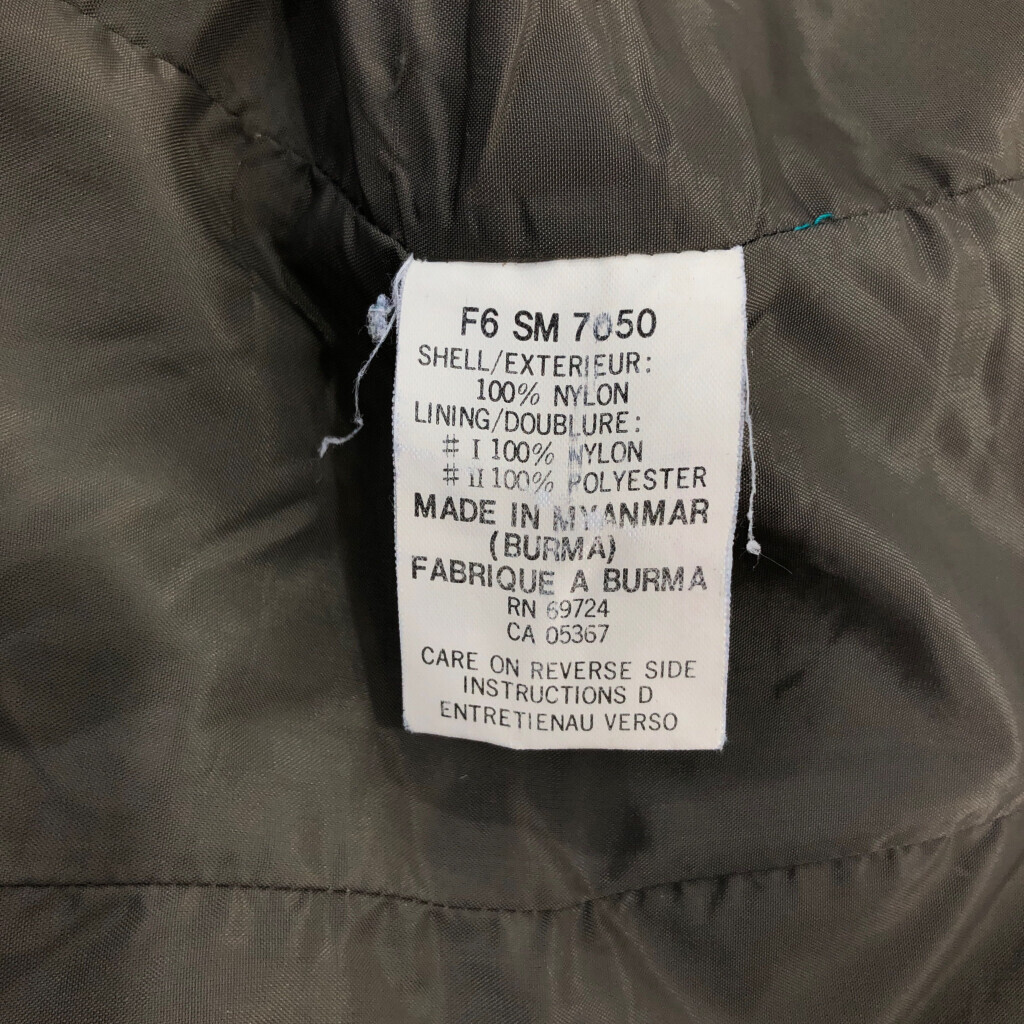 F6 SM 7050
SHELL/EXTERIEUR:
100% NYLON
LINING/DOUBLURE:
# I 100% NYLON
# II 100% POLYESTER
MADE IN MYANMAR
(BURMA)
FABRIQUE A BURMA
RN 69724
CA 05367
CARE ON REVERSE SIDE
INSTRUCTIONS D
ENTRETIENAU VERSO